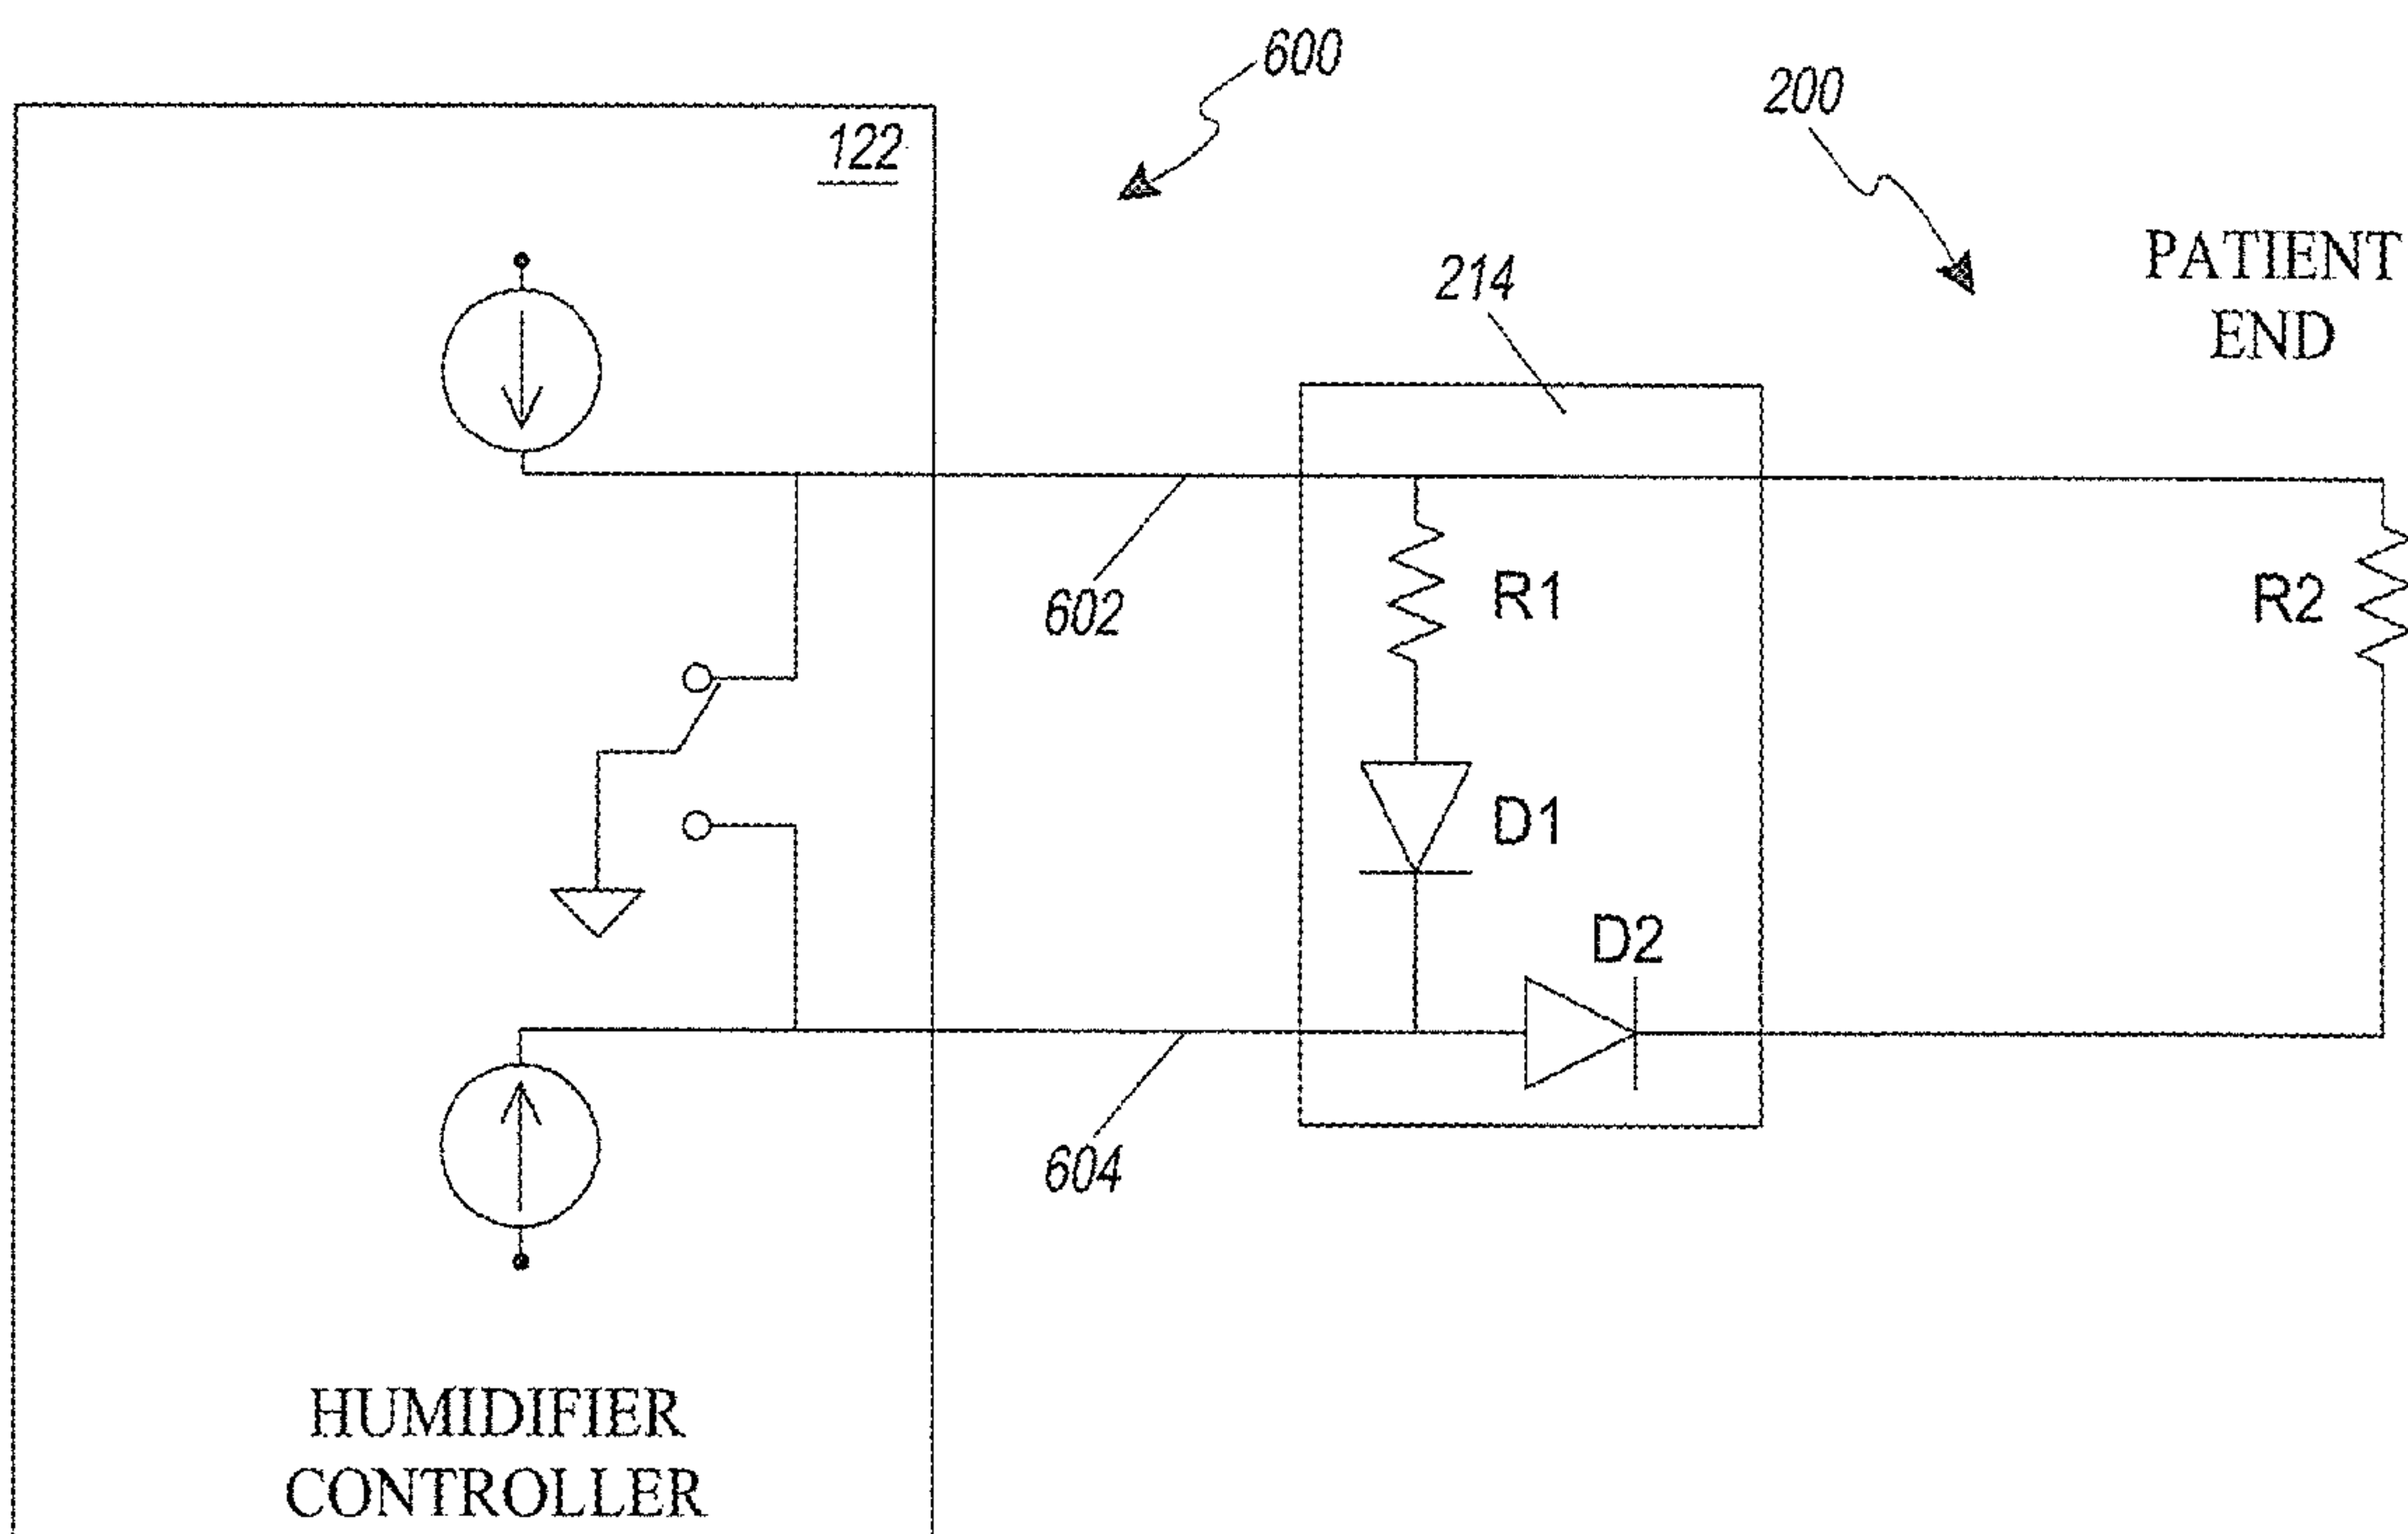 600
200
122
PATIENT
END
214
602
R1
R2
D1
D2
604
HUMIDIFIER
CONTROLLER